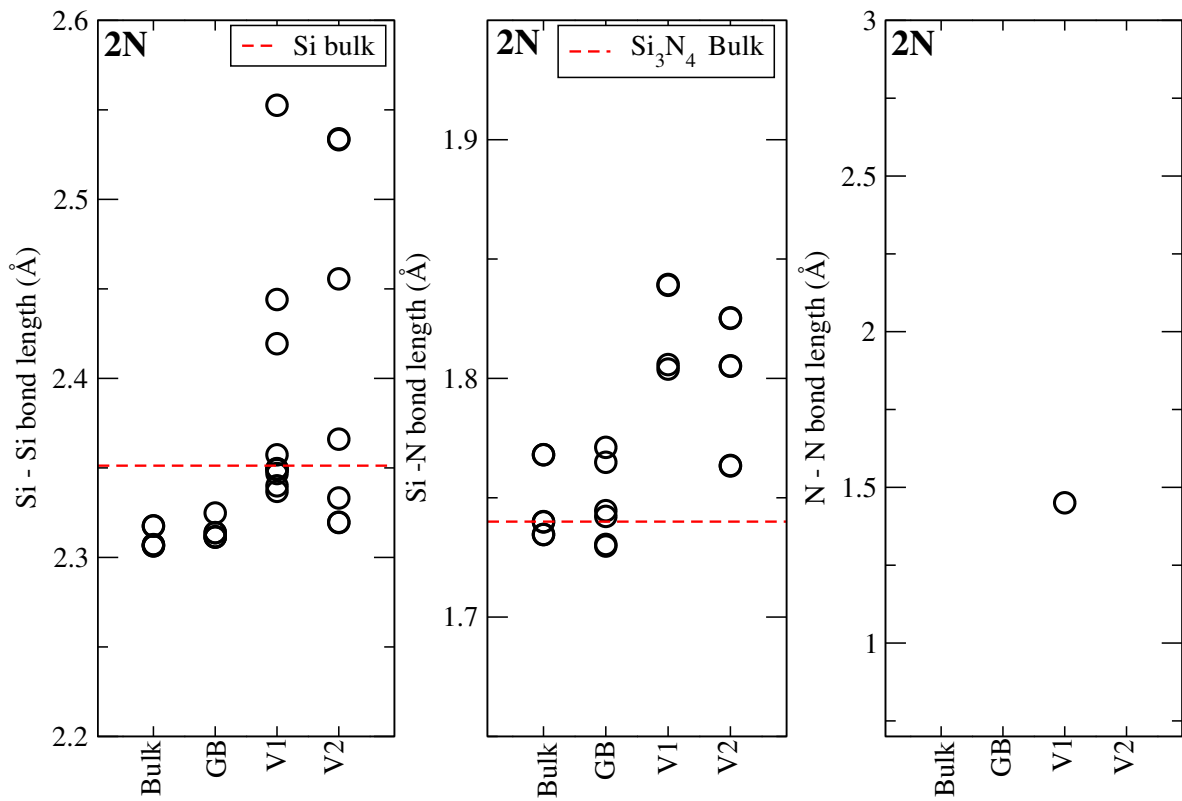 2N
Si bulk
Si - Si bond length (Å)
2.6
2.5
2.4
2.3
2.2
Bulk
GB
V1
V2
2N
Si3N4 Bulk
Si -N bond length (Å)
1.9
1.8
1.7
Bulk
GB
V1
V2
2N
N - N bond length (Å)
3
2.5
2
1.5
1
Bulk
GB
V1
V2